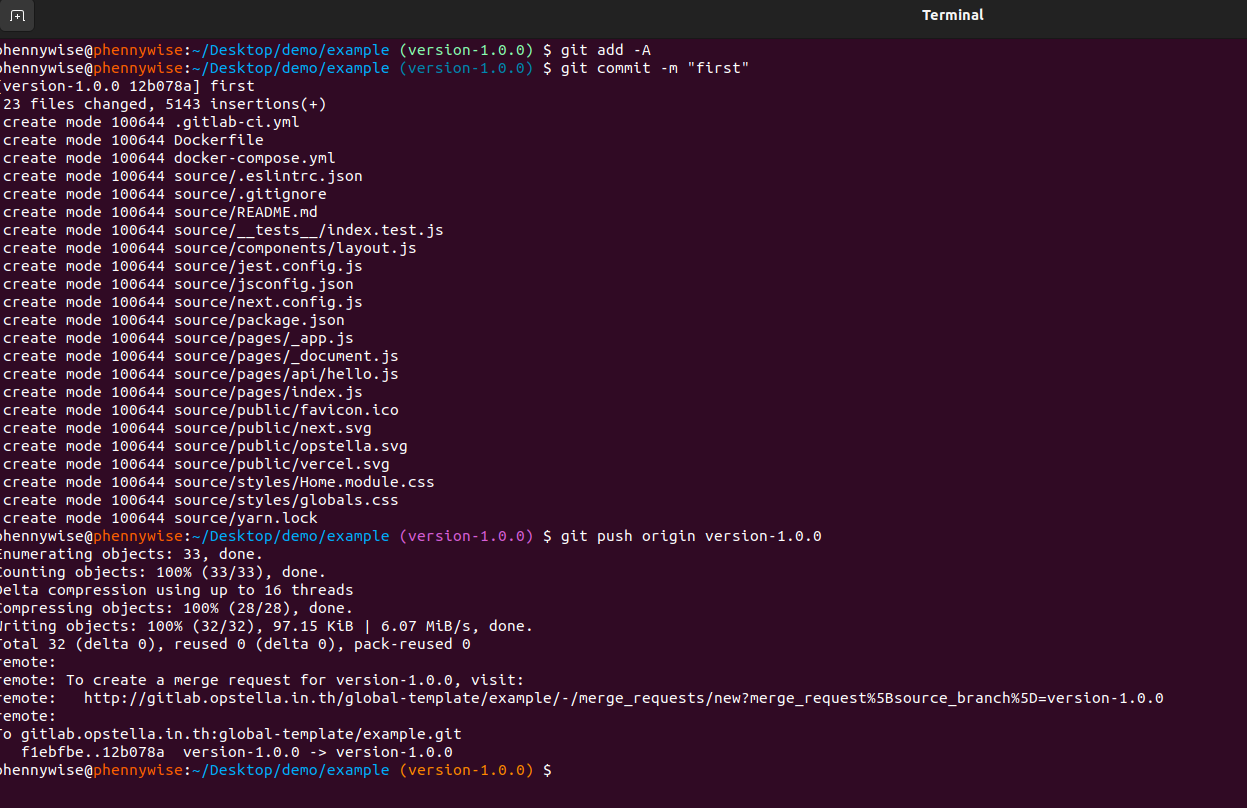 Terminal
phennywise@phennywise:~/Desktop/demo/example (version-1.0.0) $ git add -A
phennywise@phennywise:~/Desktop/demo/example (version-1.0.0) $ git commit -m "first"
[version-1.0.0 12b078a] first
23 files changed, 5143 insertions(+)
create mode 100644 .gitlab-ci.yml
create mode 100644 Dockerfile
create mode 100644 docker-compose.yml
create mode 100644 source/.eslintrc.json
create mode 100644 source/.gitignore
create mode 100644 source/README.md
create mode 100644 source/__tests__/index.test.js
create mode 100644 source/components/layout.js
create mode 100644 source/jest.config.js
create mode 100644 source/jsconfig.json
create mode 100644 source/next.config.js
create mode 100644 source/package.json
create mode 100644 source/pages/_app.js
create mode 100644 source/pages/_document.js
create mode 100644 source/pages/api/hello.js
create mode 100644 source/pages/index.js
create mode 100644 source/public/favicon.ico
create mode 100644 source/public/next.svg
create mode 100644 source/public/opstella.svg
create mode 100644 source/public/vercel.svg
create mode 100644 source/styles/Home.module.css
create mode 100644 source/styles/globals.css
create mode 100644 source/yarn.lock
phennywise@phennywise:~/Desktop/demo/example (version-1.0.0) $ git push origin version-1.0.0
Enumerating objects: 33, done.
Counting objects: 100% (33/33), done.
Delta compression using up to 16 threads
Compressing objects: 100% (28/28), done.
Writing objects: 100% (32/32), 97.15 KiB | 6.07 MiB/s, done.
Total 32 (delta 0), reused 0 (delta 0), pack-reused 0
remote:
remote: To create a merge request for version-1.0.0, visit:
remote:   http://gitlab.opstella.in.th/global-template/example/-/merge_requests/new?merge_request%5Bsource_branch%5D=version-1.0.0
remote:
To gitlab.opstella.in.th:global-template/example.git
f1ebfbe..12b078a  version-1.0.0 -> version-1.0.0
phennywise@phennywise:~/Desktop/demo/example (version-1.0.0) $